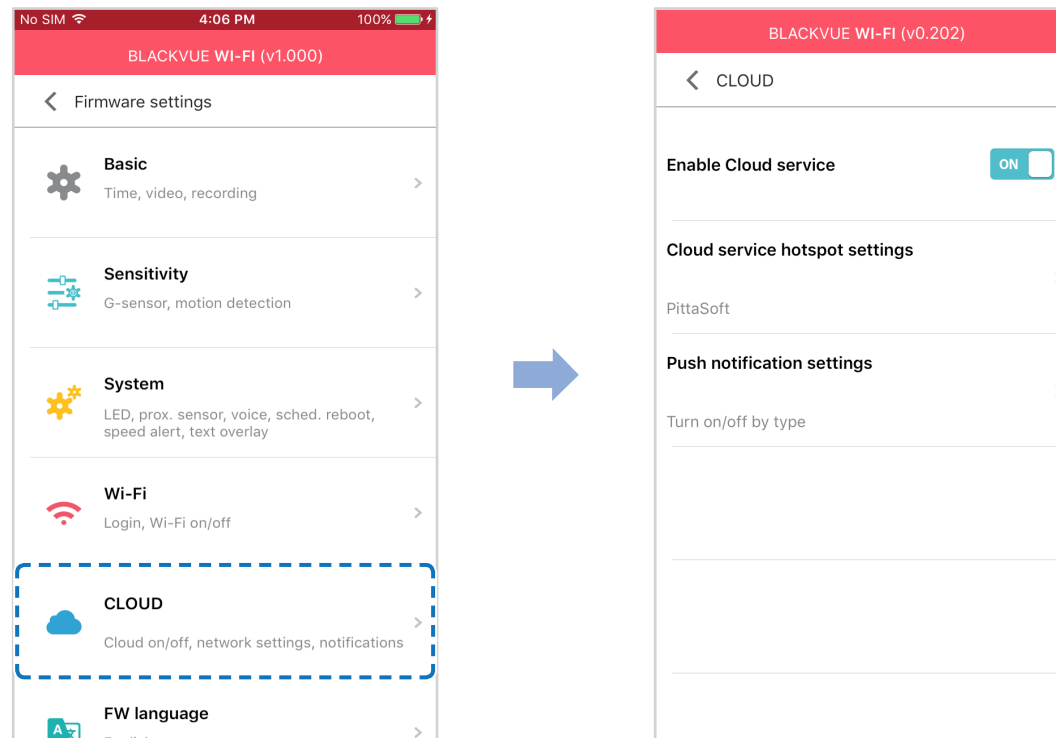 No SIM 4:06 PM 100%
BLACKVUE WI-FI (v1.000)
Firmware settings
Basic
Time, video, recording
Sensitivity
G-sensor, motion detection
System
LED, prox. sensor, voice, sched. reboot,
speed alert, text overlay
Wi-Fi
Login, Wi-Fi on/off
CLOUD
Cloud on/off, network settings, notifications
FW language
A
BLACKVUE WI-FI (v0.202)
CLOUD
Enable Cloud service
ON
Cloud service hotspot settings
PittaSoft
Push notification settings
Turn on/off by type